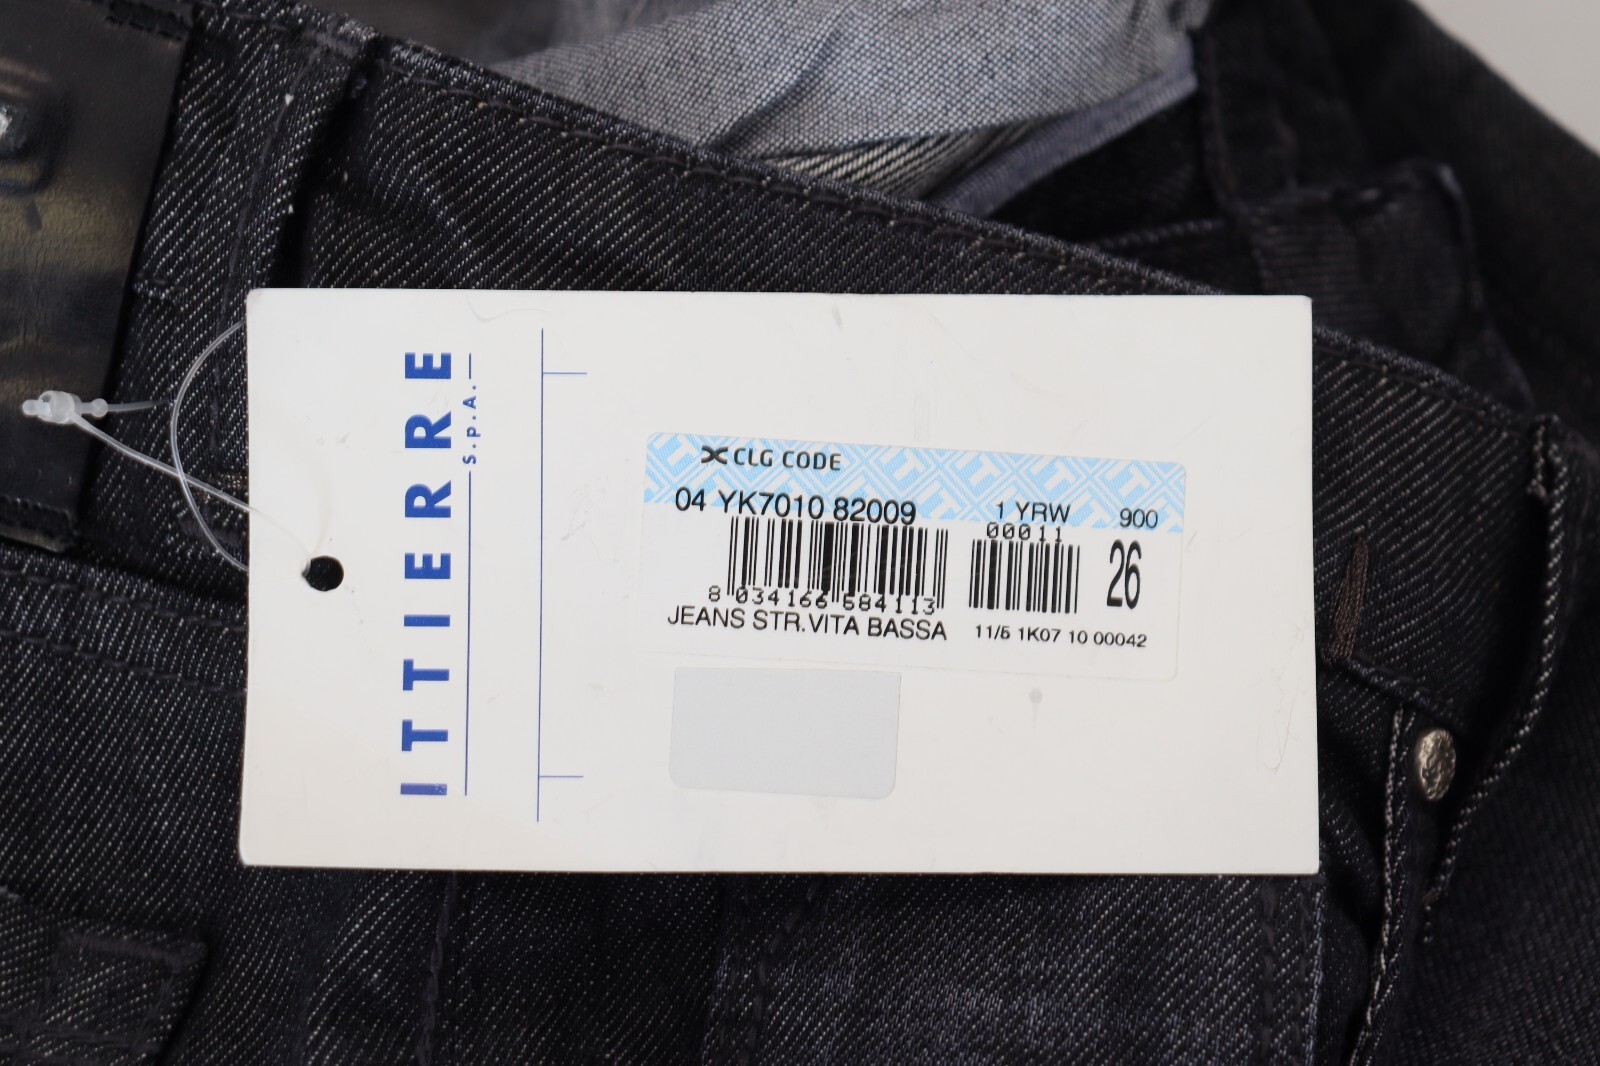 ITTIERRE
S.p.A.
CLG CODE
04 YK7010 82009 1 YRW 900
00011
26
8 034166 684113
JEANS STR.VITA BASSA 11/5 1K07 10 00042